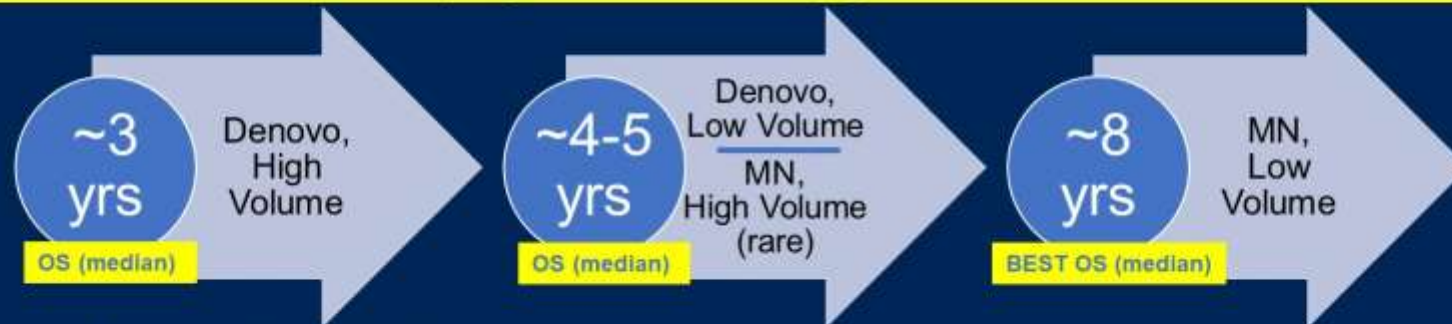 ~3
yrs
OS (median)
Denovo,
High
Volume
~4-5
yrs
OS (median)
Denovo,
Low Volume
MN,
High Volume
(rare)
~8
yrs
BEST OS (median)
MN,
Low
Volume